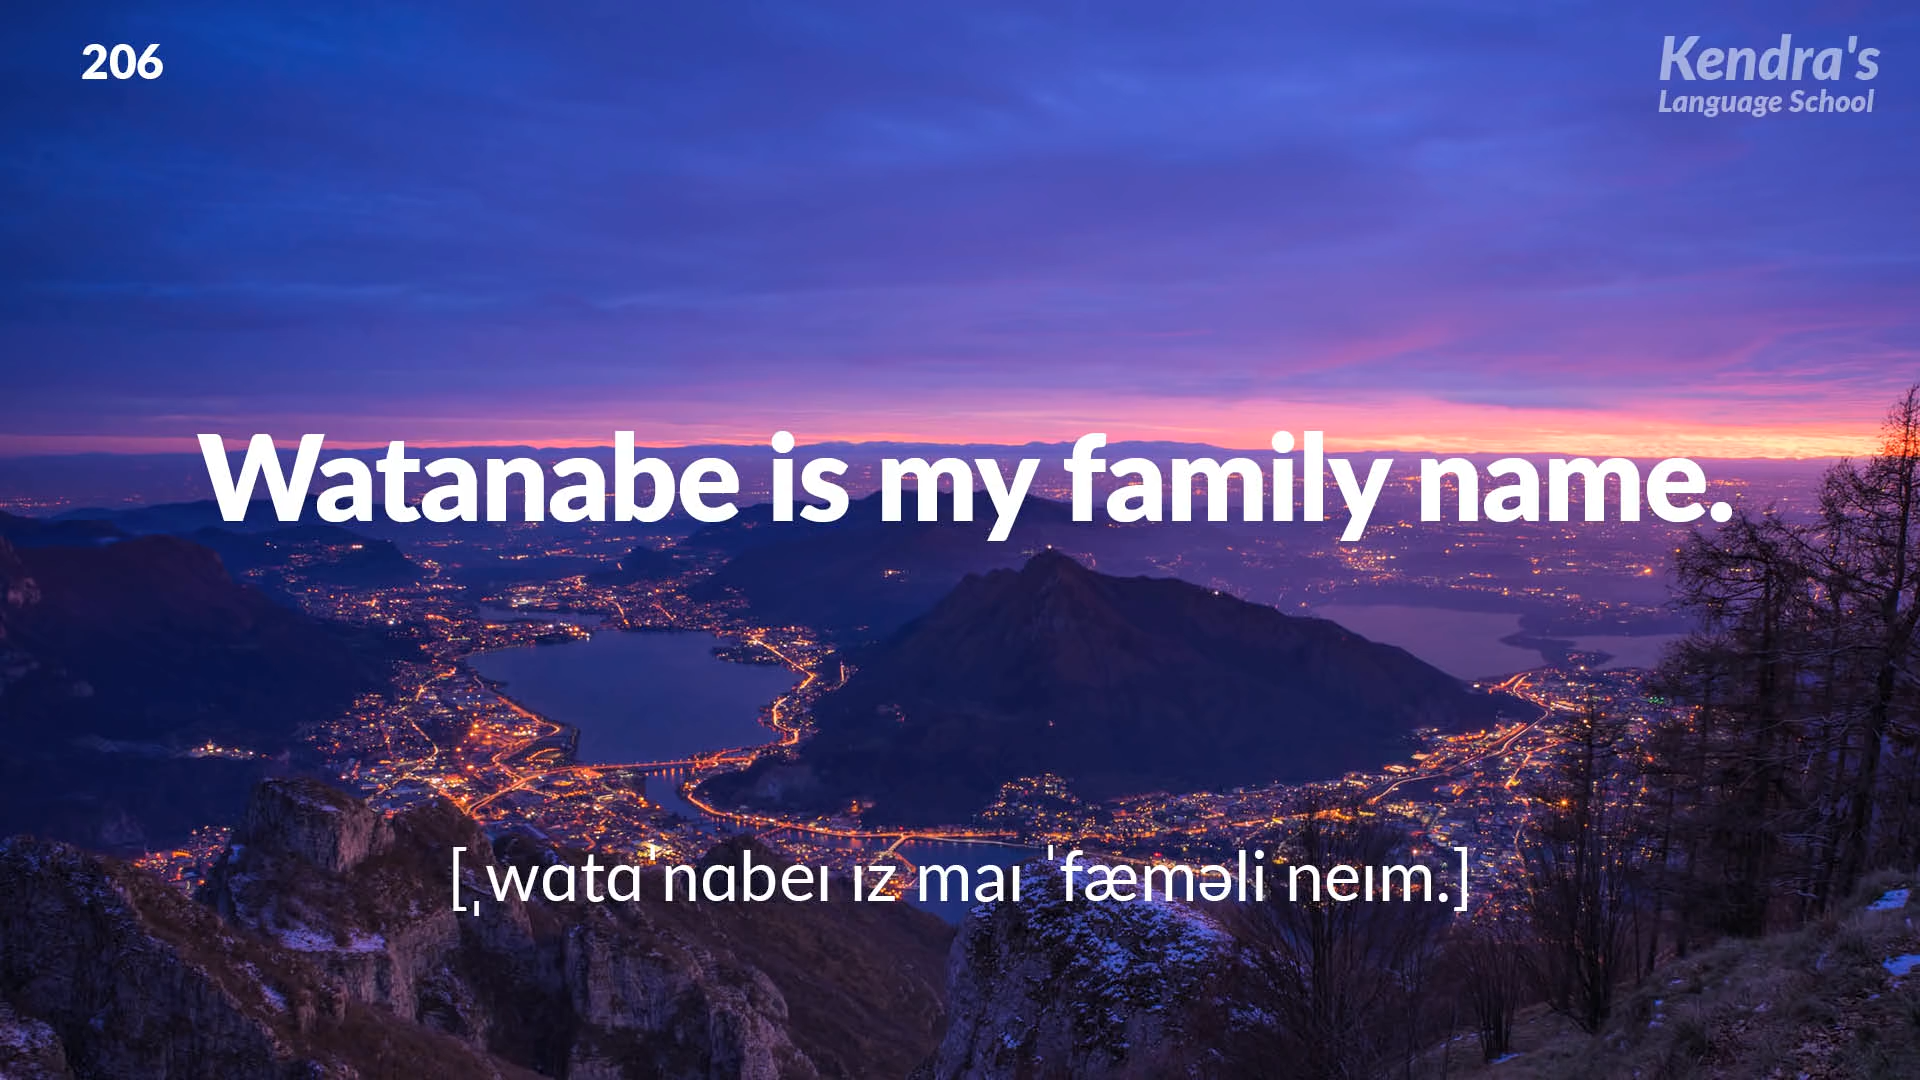 206
Kendra's
Language School
Watanabe is my family name.
[ˌwɑtɑˈnɑbeɪ ɪz maɪ ˈfæməli neɪm.]